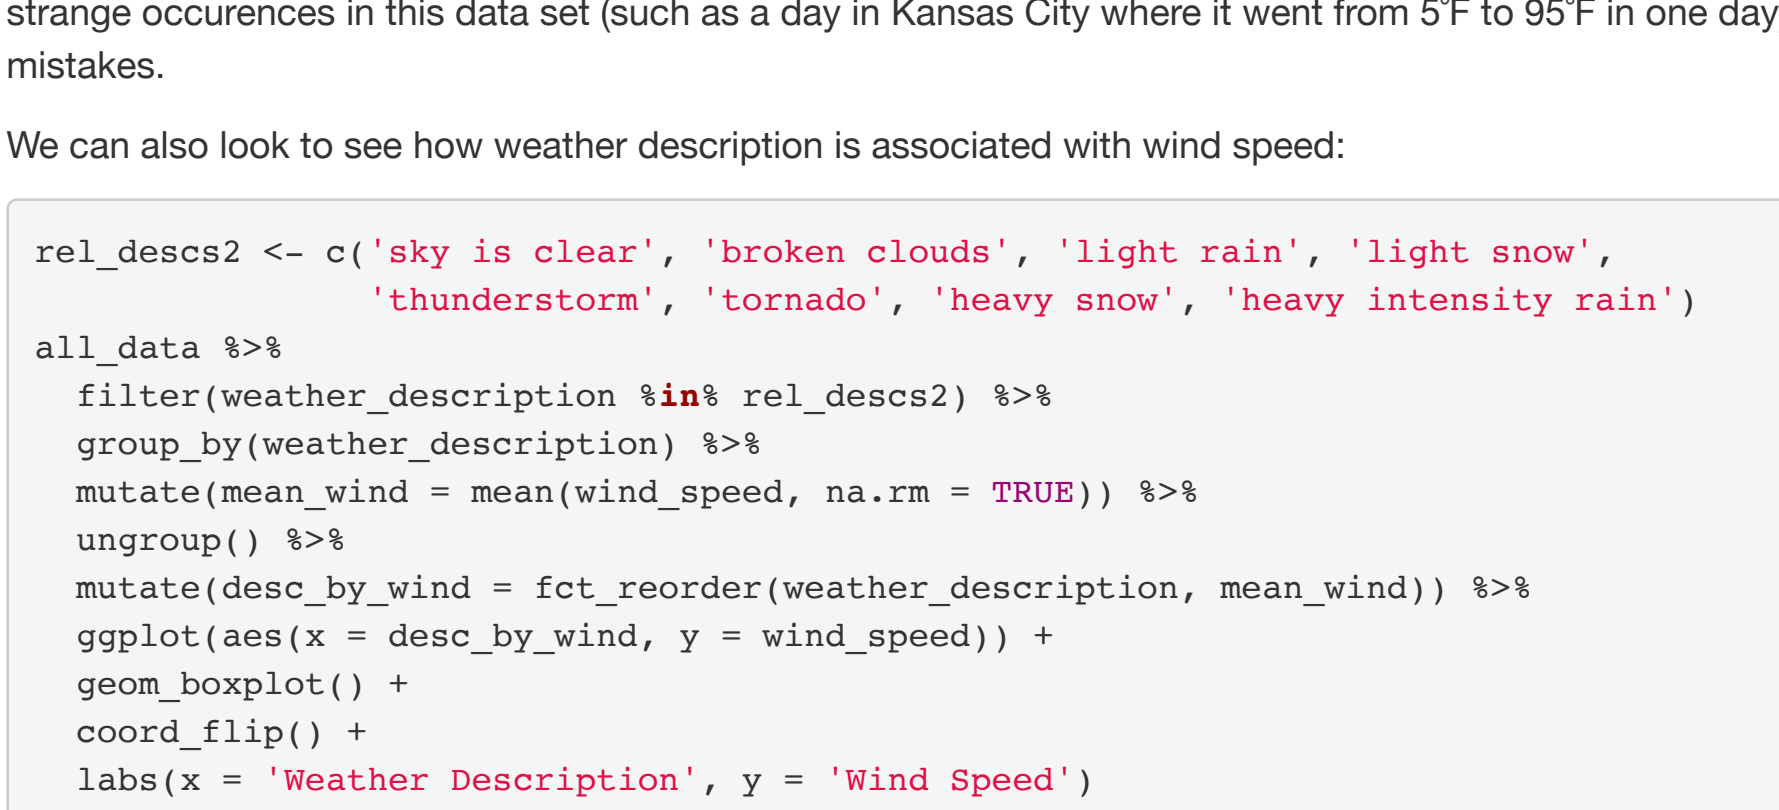 strange occurences in this data set (such as a day in Kansas City where it went from 5°F to 95°F in one day
mistakes.
We can also look to see how weather description is associated with wind speed:
rel_descs2 <- c('sky is clear', 'broken clouds', 'light rain', 'light snow',
                'thunderstorm', 'tornado', 'heavy snow', 'heavy intensity rain')
all_data %>%
  filter(weather_description %in% rel_descs2) %>%
  group_by(weather_description) %>%
  mutate(mean_wind = mean(wind_speed, na.rm = TRUE)) %>%
  ungroup() %>%
  mutate(desc_by_wind = fct_reorder(weather_description, mean_wind)) %>%
  ggplot(aes(x = desc_by_wind, y = wind_speed)) +
  geom_boxplot() +
  coord_flip() +
  labs(x = 'Weather Description', y = 'Wind Speed')